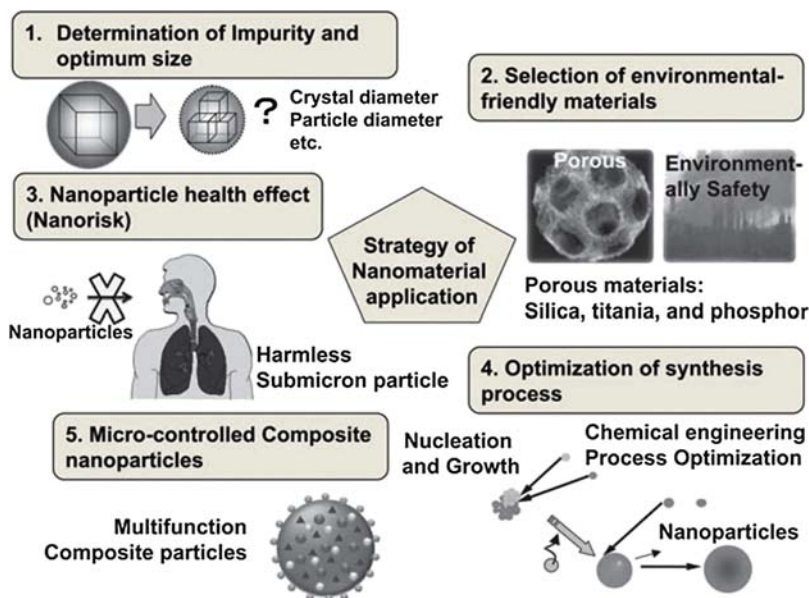 1. Determination of Impurity and
optimum size
?
Crystal diameter
Particle diameter
etc.
2. Selection of environmental-
friendly materials
Porous
Environment-
ally Safety
Porous materials:
Silica, titania, and phosphor
3. Nanoparticle health effect
(Nanorisk)
Nanoparticles
Harmless
Submicron particle
Strategy of
Nanomaterial
application
4. Optimization of synthesis
process
Nucleation
and Growth
Chemical engineering
Process Optimization
Nanoparticles
5. Micro-controlled Composite
nanoparticles
Multifunction
Composite particles